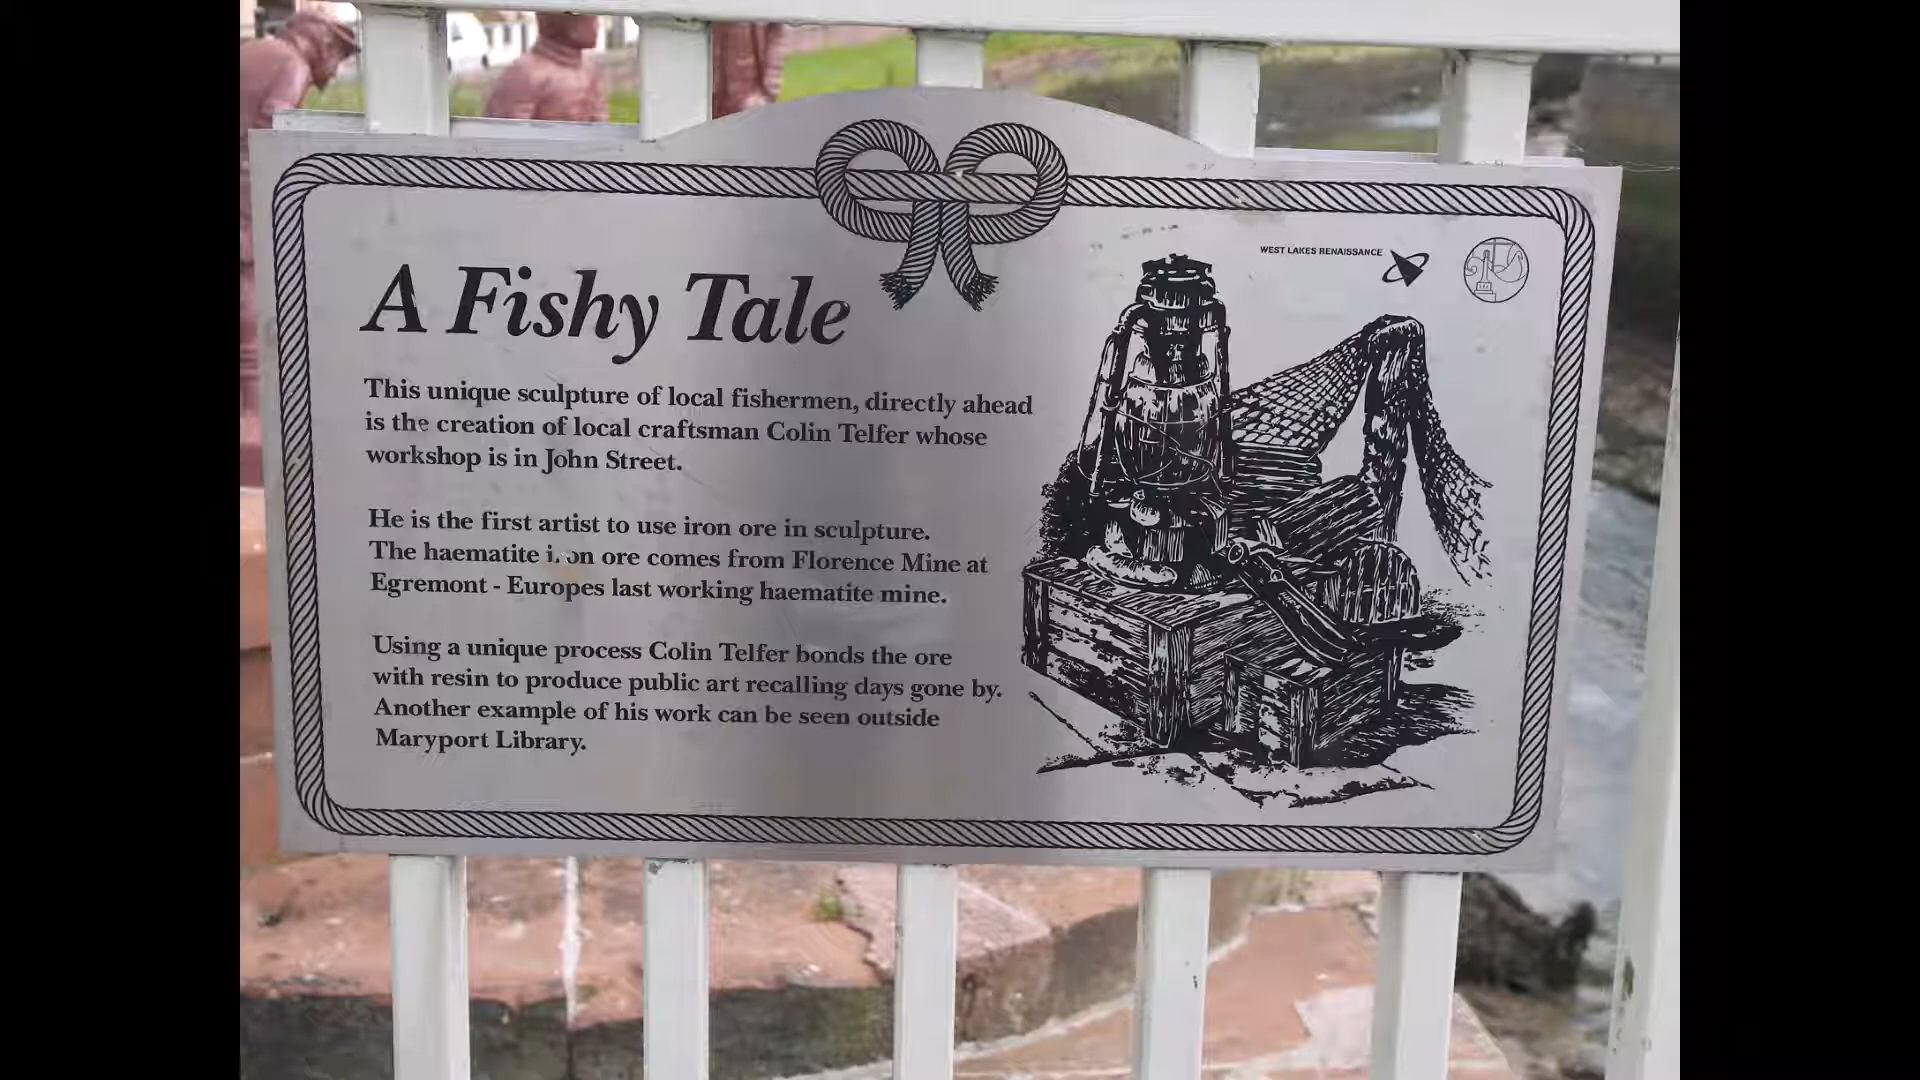 WEST LAKES RENAISSANCE
A Fishy Tale
This unique sculpture of local fishermen, directly ahead
is the creation of local craftsman Colin Telfer whose
workshop is in John Street.
He is the first artist to use iron ore in sculpture.
The haematite iron ore comes from Florence Mine at
Egremont - Europes last working haematite mine.
Using a unique process Colin Telfer bonds the ore
with resin to produce public art recalling days gone by.
Another example of his work can be seen outside
Maryport Library.